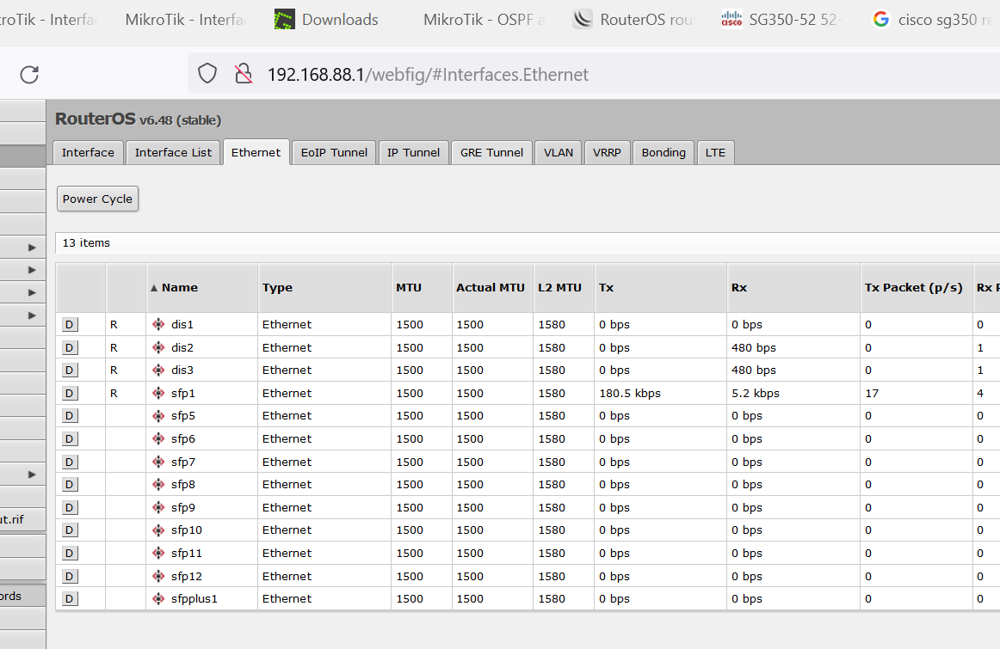 roTik - Interfa MikroTik - Interfa Downloads MikroTik - OSPF a RouterOS rou cisco SG350-52 52- cisco sg350 re
192.168.88.1/webfig/#Interfaces.Ethernet
RouterOS v6.48 (stable)
Interface Interface List Ethernet EoIP Tunnel IP Tunnel GRE Tunnel VLAN VRRP Bonding LTE
Power Cycle
13 items
▲ Name Type MTU Actual MTU L2 MTU Tx Rx Tx Packet (p/s) Rx P
D R dis1 Ethernet 1500 1500 1580 0 bps 0 bps 0 0
D R dis2 Ethernet 1500 1500 1580 0 bps 480 bps 0 1
D R dis3 Ethernet 1500 1500 1580 0 bps 480 bps 0 1
D R sfp1 Ethernet 1500 1500 1580 180.5 kbps 5.2 kbps 17 4
D sfp5 Ethernet 1500 1500 1580 0 bps 0 bps 0 0
D sfp6 Ethernet 1500 1500 1580 0 bps 0 bps 0 0
D sfp7 Ethernet 1500 1500 1580 0 bps 0 bps 0 0
D sfp8 Ethernet 1500 1500 1580 0 bps 0 bps 0 0
D sfp9 Ethernet 1500 1500 1580 0 bps 0 bps 0 0
ut.rif
D sfp10 Ethernet 1500 1500 1580 0 bps 0 bps 0 0
D sfp11 Ethernet 1500 1500 1580 0 bps 0 bps 0 0
D sfp12 Ethernet 1500 1500 1580 0 bps 0 bps 0 0
ords
D sfpplus1 Ethernet 1500 1500 1580 0 bps 0 bps 0 0